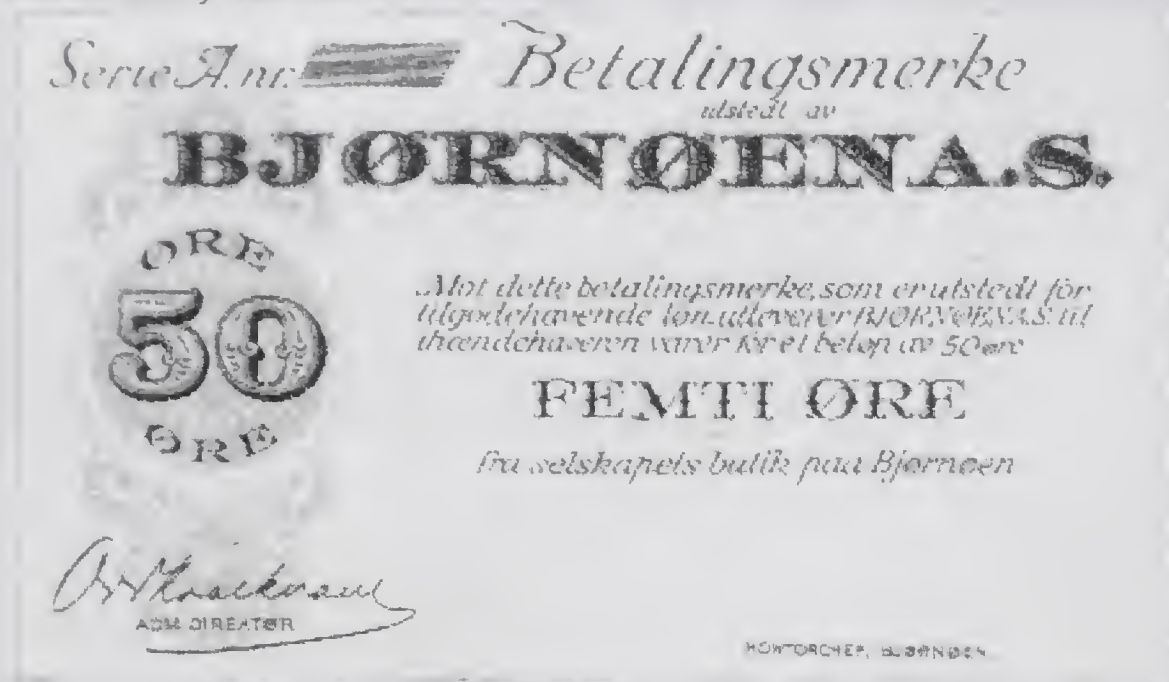 Serie A. nr.
Betalingsmerke
utstedt av
BJØRNØEN A.S.
ØRE
50
ØRE
Mot dette betalingsmerke, som er utstedt for
tilgodehavende løn, utleverer BJØRNØEN A.S. til
ihændehaveren varer for et beløp av 50 øre
FEMTI ØRE
fra selskapets butik paa Bjørnøen
ADM. DIREKTØR
KONTORCHEF, BJØRNØEN